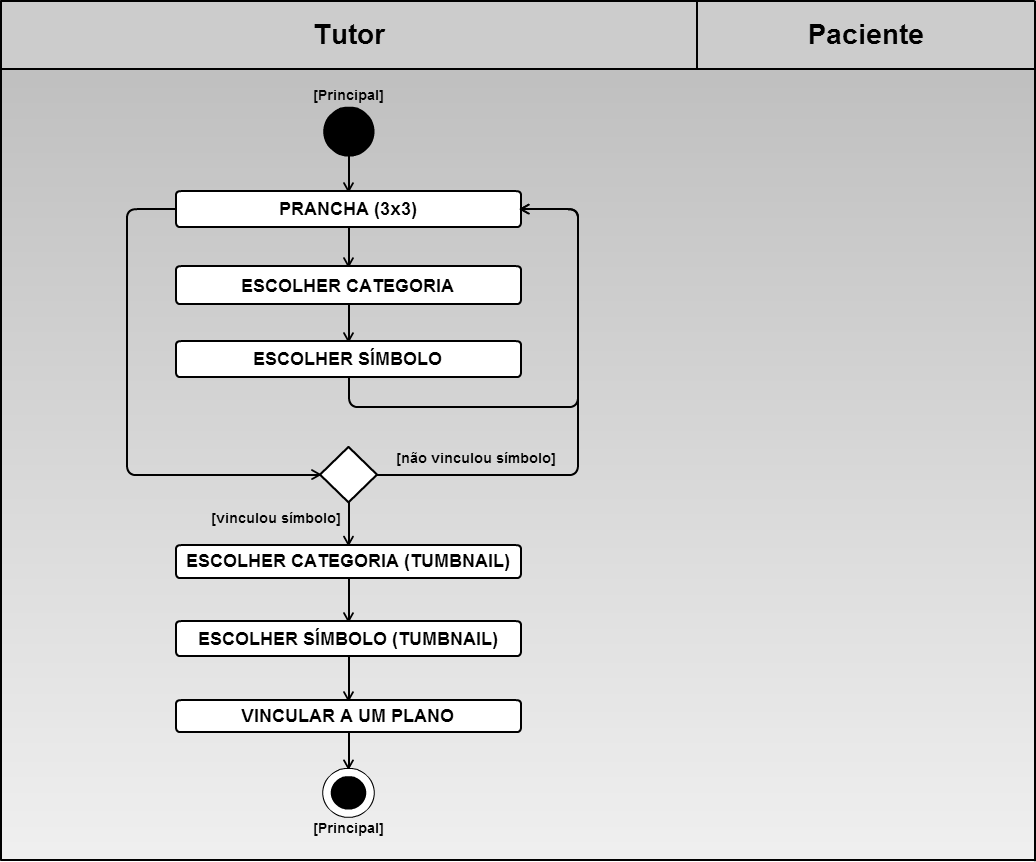 Tutor
Paciente
[Principal]
PRANCHA (3x3)
ESCOLHER CATEGORIA
ESCOLHER SÍMBOLO
[não vinculou símbolo]
[vinculou símbolo]
ESCOLHER CATEGORIA (TUMBNAIL)
ESCOLHER SÍMBOLO (TUMBNAIL)
VINCULAR A UM PLANO
[Principal]